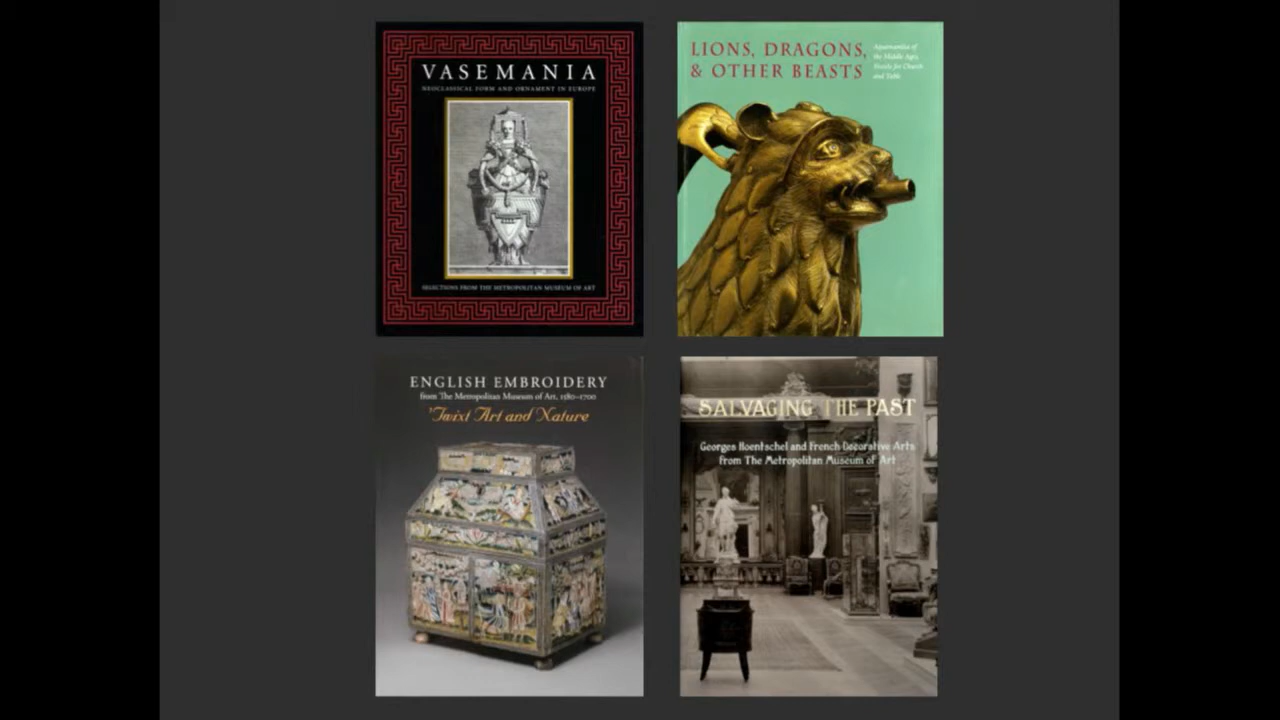 VASEMANIA
NEOCLASSICAL FORM AND ORNAMENT IN EUROPE
SELECTIONS FROM THE METROPOLITAN MUSEUM OF ART
LIONS, DRAGONS,
& OTHER BEASTS
Aquamanilia of
the Middle Ages,
Vessels for Church
and Table
ENGLISH EMBROIDERY
from The Metropolitan Museum of Art, 1580–1700
'Twixt Art and Nature
SALVAGING THE PAST
Georges Hoentschel and French Decorative Arts
from The Metropolitan Museum of Art